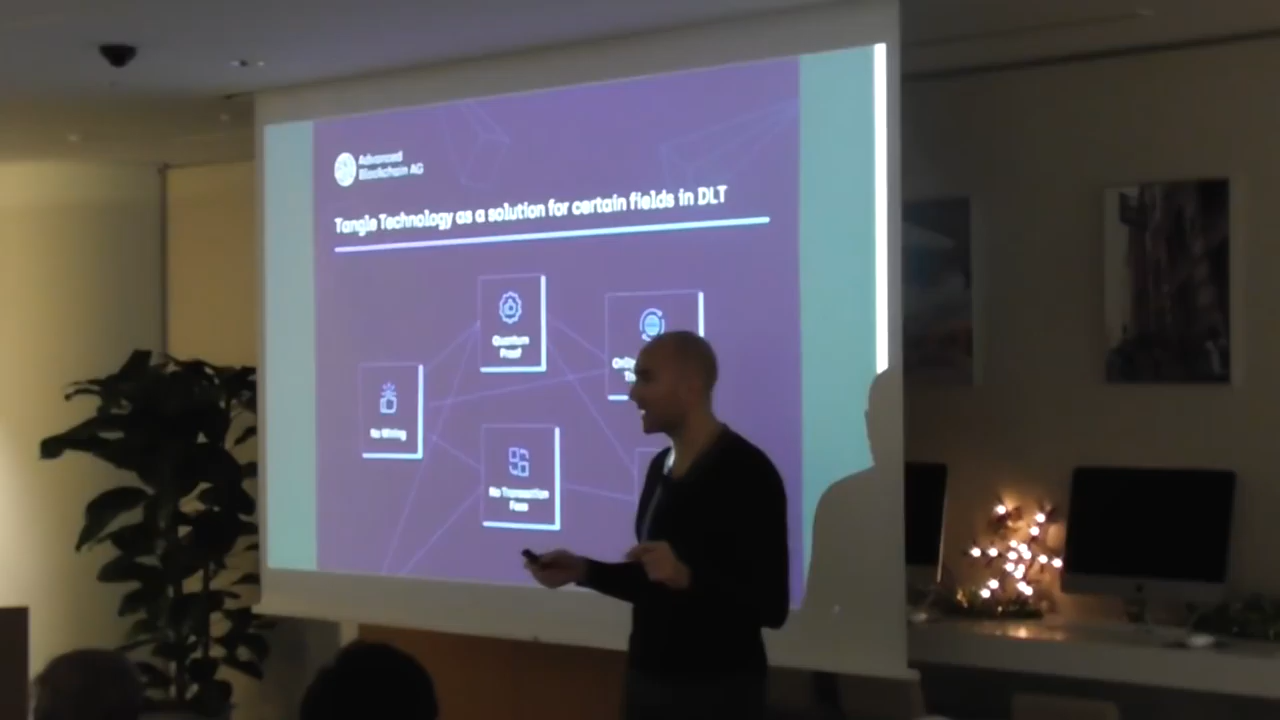 Advanced
Blockchain AG
Tangle Technology as a solution for certain fields in DLT
Quantum
Proof
No Mining
No Transaction
Fees